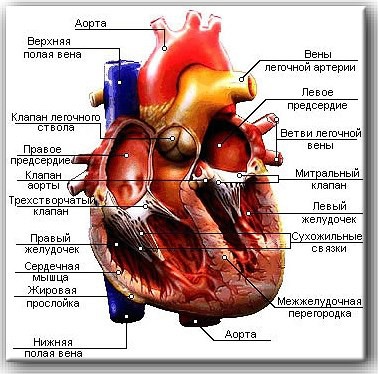 Аорта
Верхняя
полая вена
Клапан легочного
ствола
Правое
предсердие
Клапан
аорты
Трехстворчатый
клапан
Правый
желудочек
Сердечная
мышца
Жировая
прослойка
Нижняя
полая вена
Вены
легочной артерии
Левое
предсердие
Ветви легочной
вены
Митральный
клапан
Левый
желудочек
Сухожильные
связки
Межжелудочная
перегородка
Аорта